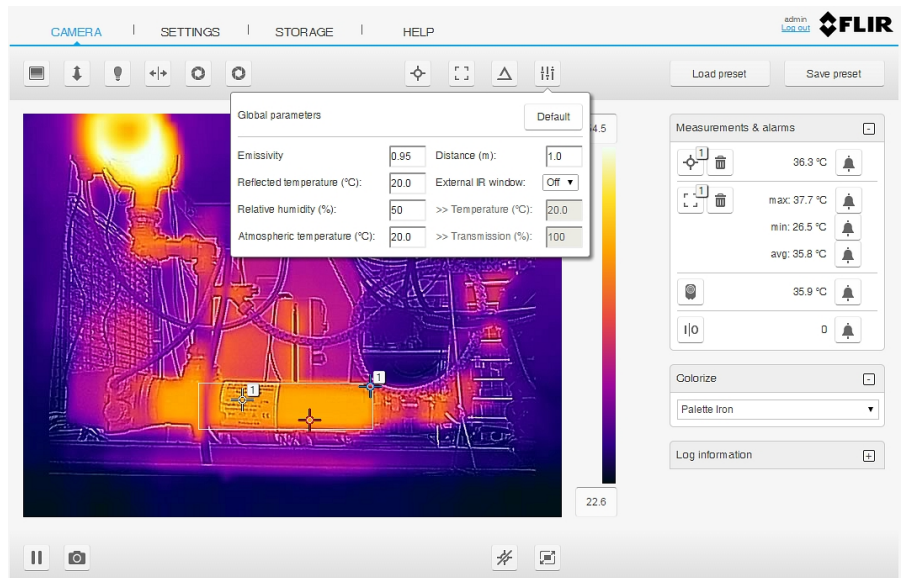 CAMERA SETTINGS STORAGE HELP
admin
Log out
FLIR
Load preset Save preset
Global parameters Default
Emissivity 0.95 Distance (m): 1.0
Reflected temperature (°C): 20.0 External IR window: Off
Relative humidity (%): 50 >> Temperature (°C): 20.0
Atmospheric temperature (°C): 20.0 >> Transmission (%): 100
4.5
Measurements & alarms -
1 36.3 °C
1 max: 37.7 °C
min: 26.5 °C
avg: 35.8 °C
35.9 °C
I|O 0
Colorize -
Palette Iron
Log information +
1
1
22.6